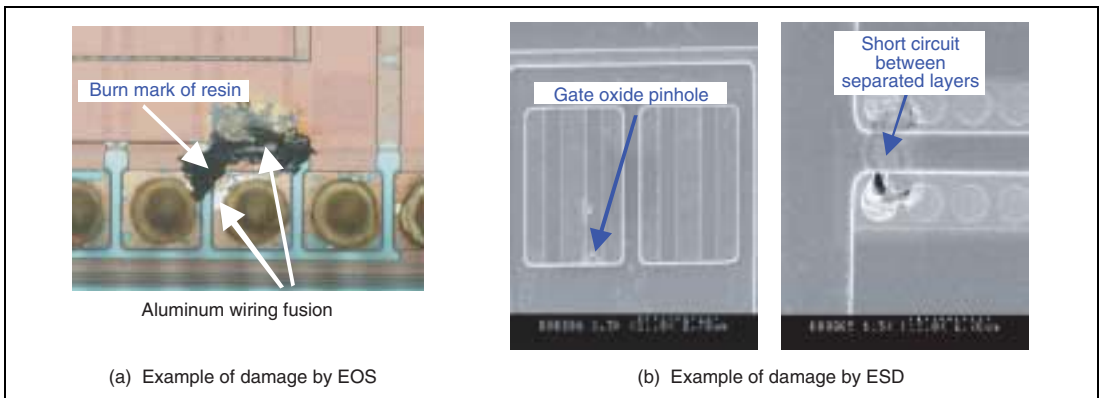 Burn mark of resin
Aluminum wiring fusion
(a) Example of damage by EOS
Gate oxide pinhole
Short circuit
between
separated layers
(b) Example of damage by ESD